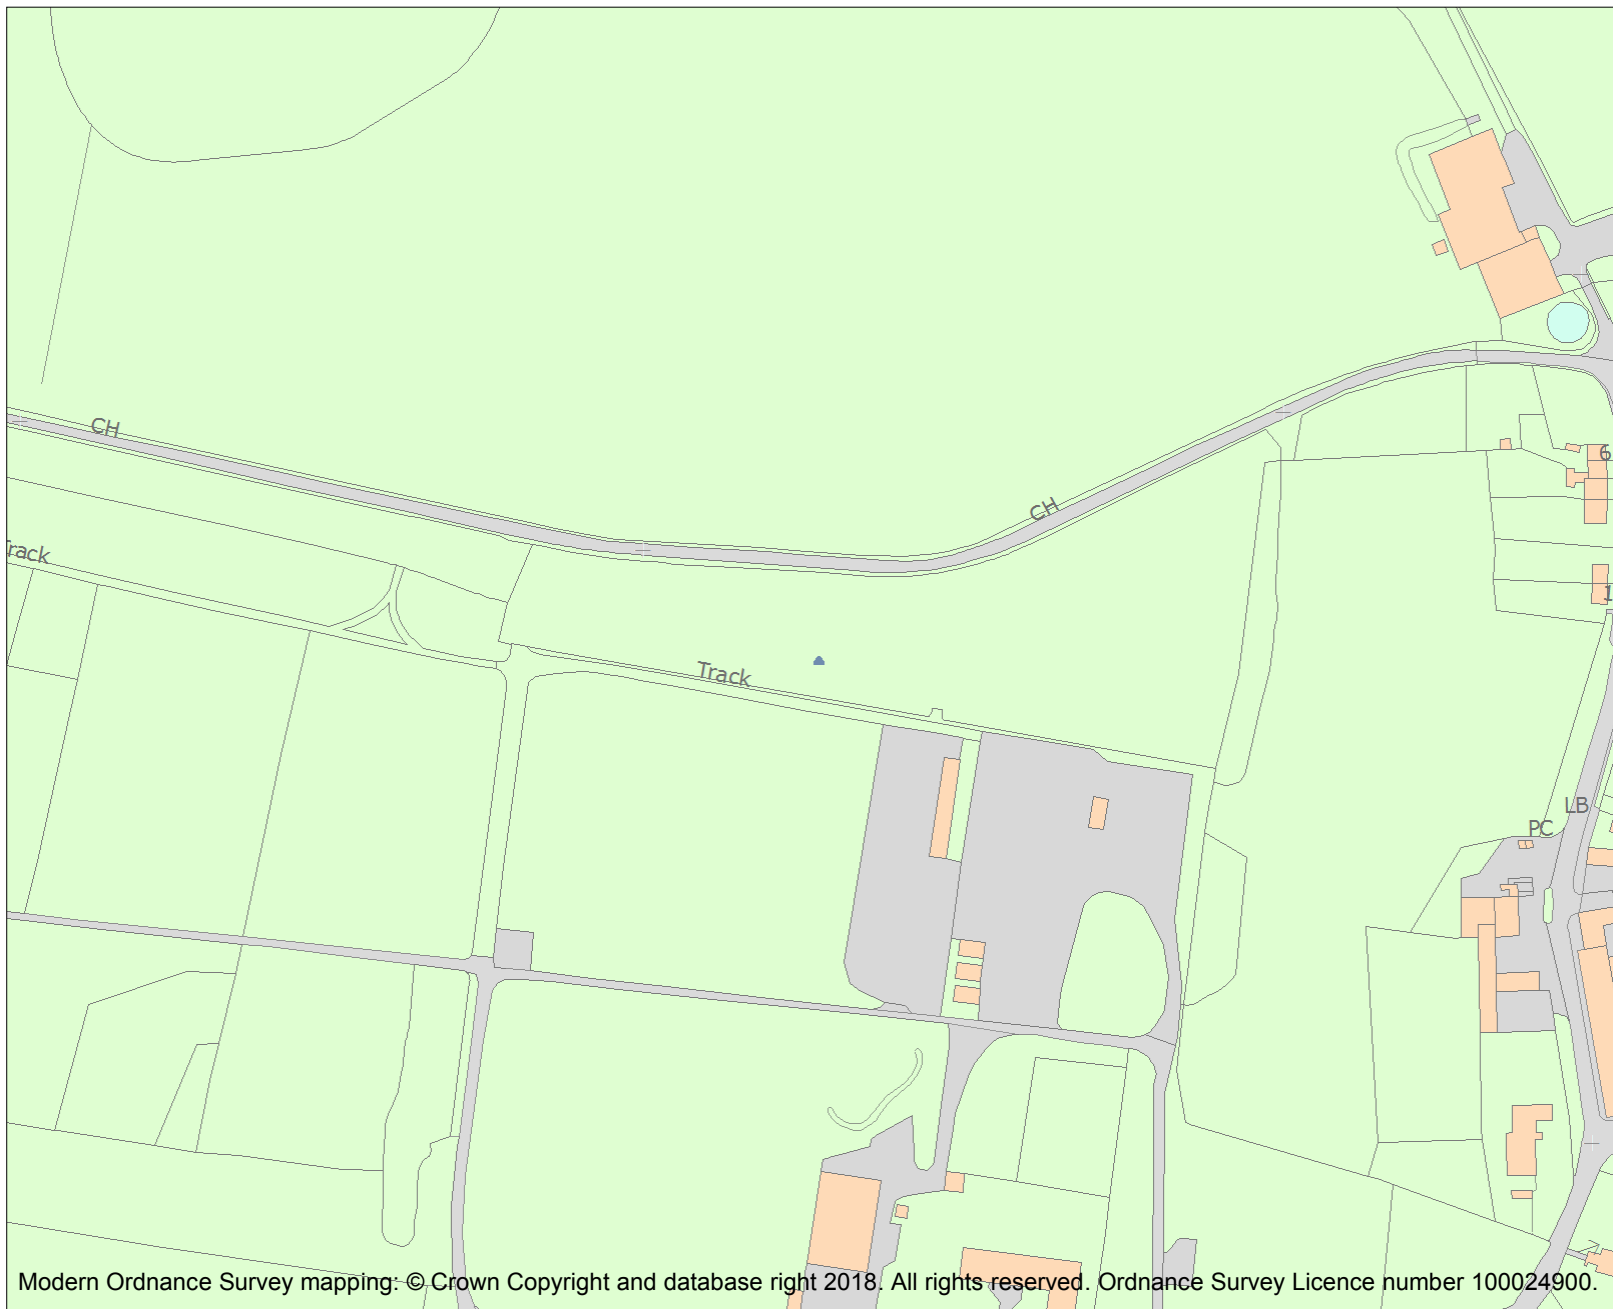 CH
6
CH
Track
1
Track
LB
PC
Modern Ordnance Survey mapping: © Crown Copyright and database right 2018. All rights reserved. Ordnance Survey Licence number 100024900.